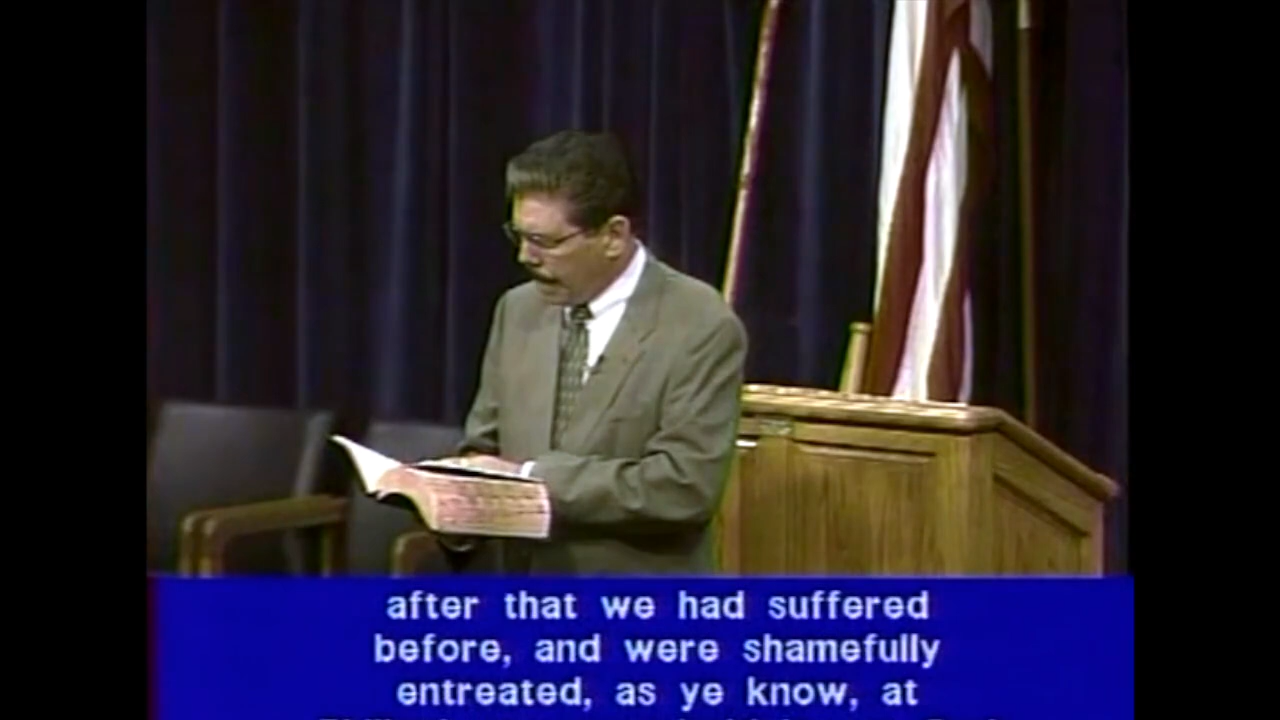 after that we had suffered
before, and were shamefully
entreated, as ye know, at